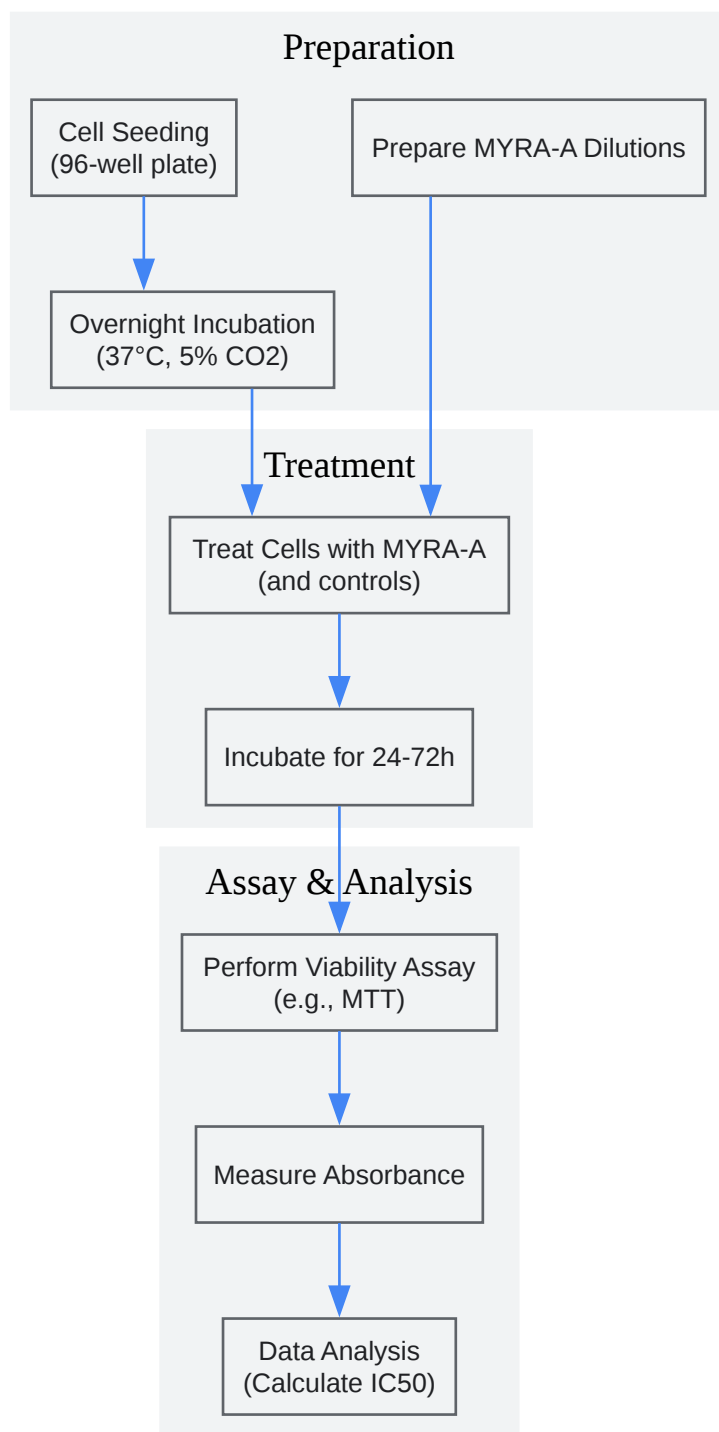 Preparation
Cell Seeding
(96-well plate)
Prepare MYRA-A Dilutions
Overnight Incubation
(37°C, 5% CO2)
Treatment
Treat Cells with MYRA-A
(and controls)
Incubate for 24-72h
Assay & Analysis
Perform Viability Assay
(e.g., MTT)
Measure Absorbance
Data Analysis
(Calculate IC50)